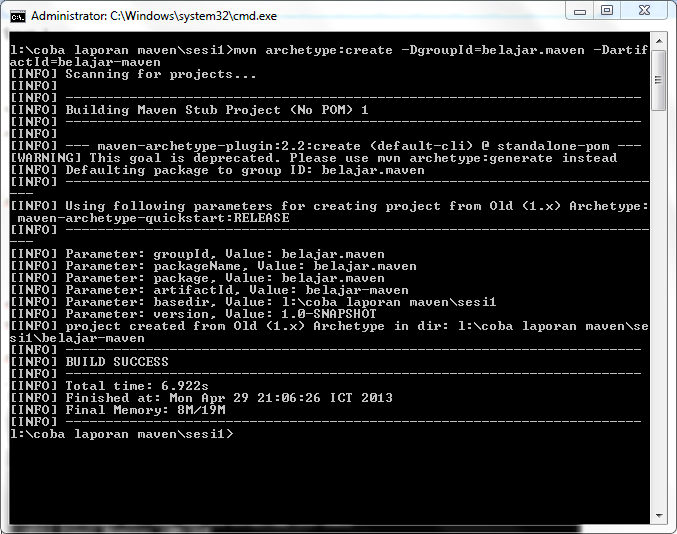 Administrator: C:\Windows\system32\cmd.exe
l:\coba laporan maven\sesi1>mvn archetype:create -DgroupId=belajar.maven -Dartif
actId=belajar-maven
[INFO] Scanning for projects...
[INFO]
[INFO] ------------------------------------------------------------------------
[INFO] Building Maven Stub Project (No POM) 1
[INFO] ------------------------------------------------------------------------
[INFO]
[INFO] --- maven-archetype-plugin:2.2:create (default-cli) @ standalone-pom ---
[WARNING] This goal is deprecated. Please use mvn archetype:generate instead
[INFO] Defaulting package to group ID: belajar.maven
[INFO] -------------------------------------------------------------------------
---
[INFO] Using following parameters for creating project from Old (1.x) Archetype:
 maven-archetype-quickstart:RELEASE
[INFO] -------------------------------------------------------------------------
---
[INFO] Parameter: groupId, Value: belajar.maven
[INFO] Parameter: packageName, Value: belajar.maven
[INFO] Parameter: package, Value: belajar.maven
[INFO] Parameter: artifactId, Value: belajar-maven
[INFO] Parameter: basedir, Value: l:\coba laporan maven\sesi1
[INFO] Parameter: version, Value: 1.0-SNAPSHOT
[INFO] project created from Old (1.x) Archetype in dir: l:\coba laporan maven\se
si1\belajar-maven
[INFO] ------------------------------------------------------------------------
[INFO] BUILD SUCCESS
[INFO] ------------------------------------------------------------------------
[INFO] Total time: 6.922s
[INFO] Finished at: Mon Apr 29 21:06:26 ICT 2013
[INFO] Final Memory: 8M/19M
[INFO] ------------------------------------------------------------------------
l:\coba laporan maven\sesi1>